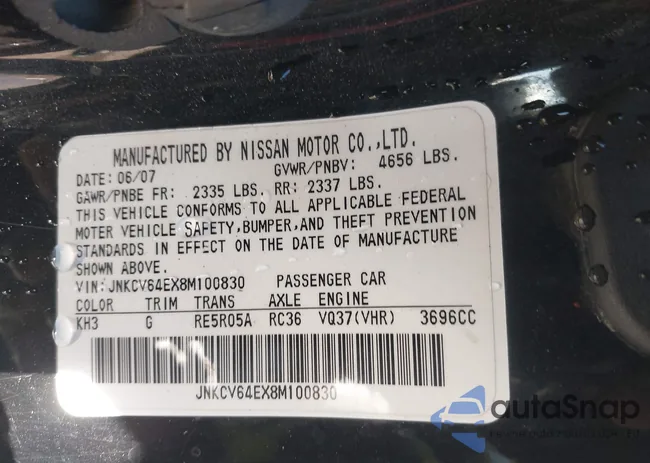 MANUFACTURED BY NISSAN MOTOR CO.,LTD.
DATE: 06/07 GVWR/PNBV: 4656 LBS.
GAWR/PNBE FR: 2335 LBS. RR: 2337 LBS.
THIS VEHICLE CONFORMS TO ALL APPLICABLE FEDERAL
MOTOR VEHICLE SAFETY,BUMPER,AND THEFT PREVENTION
STANDARDS IN EFFECT ON THE DATE OF MANUFACTURE
SHOWN ABOVE.
VIN:JNKCV64EX8M100830 PASSENGER CAR
COLOR TRIM TRANS AXLE ENGINE
KH3 G RE5R05A RC36 VQ37(VHR) 3696CC
JNKCV64EX8M100830
autaSnap